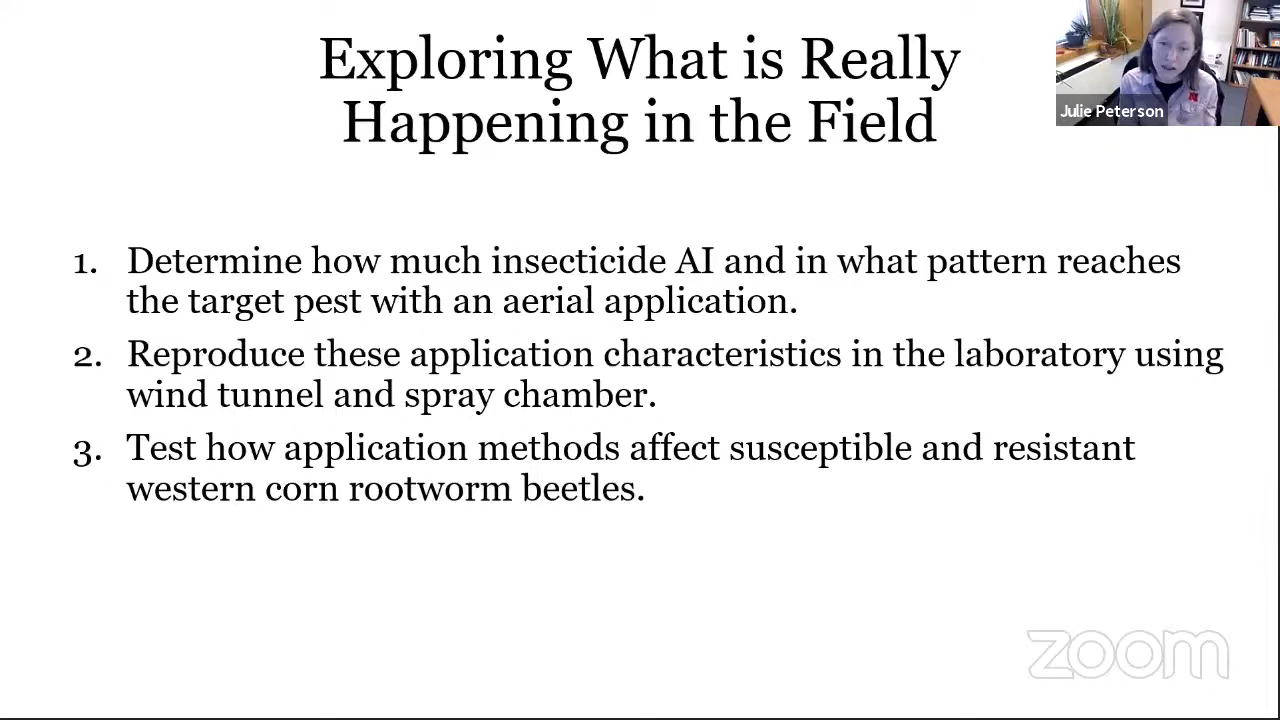 Exploring What is Really
Happening in the Field
Julie Peterson
1. Determine how much insecticide AI and in what pattern reaches
the target pest with an aerial application.
2. Reproduce these application characteristics in the laboratory using
wind tunnel and spray chamber.
3. Test how application methods affect susceptible and resistant
western corn rootworm beetles.
zoom